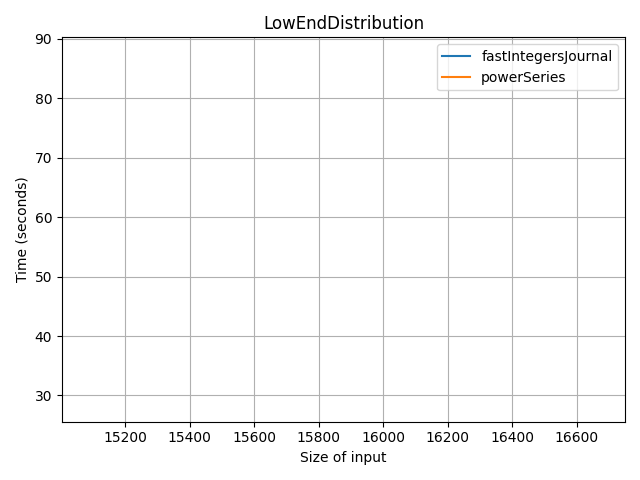 LowEndDistribution
90
80
70
60
50
40
30
Time (seconds)
fastIntegersJournal
powerSeries
15200 15400 15600 15800 16000 16200 16400 16600
Size of input